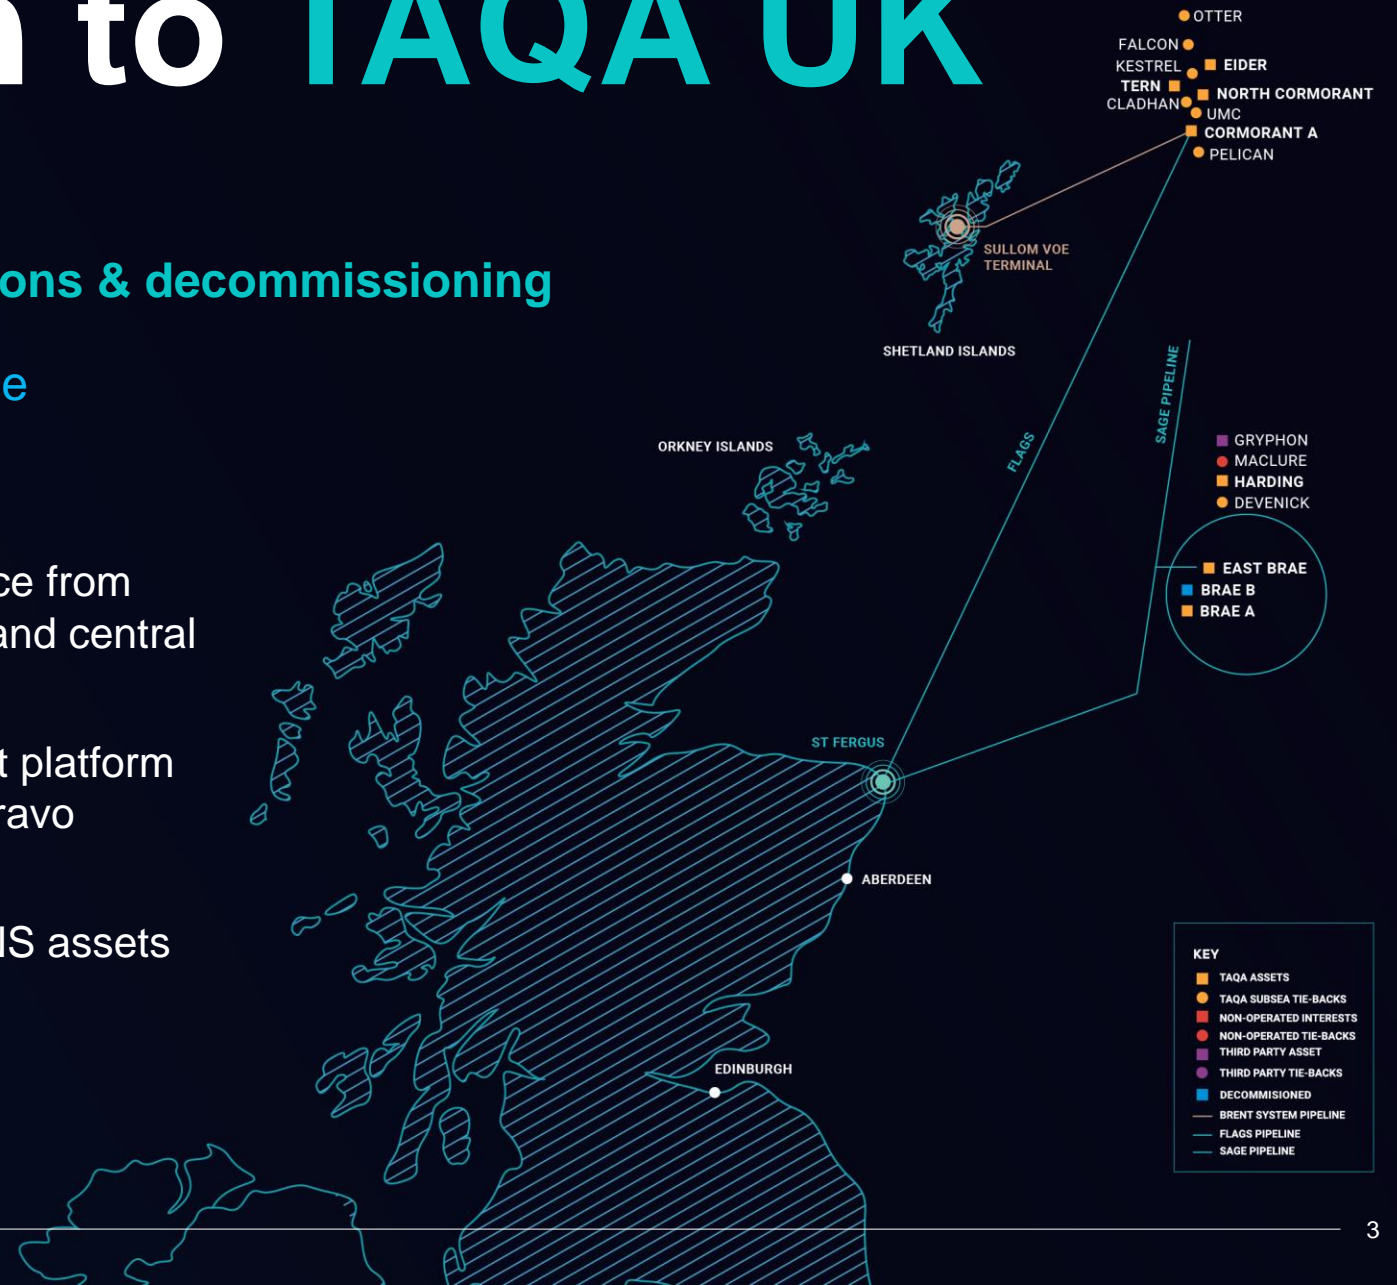 n to TAQA UK
ons & decommissioning
e
ce from
and central
t platform
ravo
IS assets
OTTER
FALCON
KESTREL
EIDER
TERN
NORTH CORMORANT
CLADHAN
UMC
CORMORANT A
PELICAN
SULLOM VOE
TERMINAL
SHETLAND ISLANDS
ORKNEY ISLANDS
FLAGS
SAGE PIPELINE
GRYPHON
MACLURE
HARDING
DEVENICK
EAST BRAE
BRAE B
BRAE A
ST FERGUS
ABERDEEN
EDINBURGH
KEY
TAQA ASSETS
TAQA SUBSEA TIE-BACKS
NON-OPERATED INTERESTS
NON-OPERATED TIE-BACKS
THIRD PARTY ASSET
THIRD PARTY TIE-BACKS
DECOMMISIONED
BRENT SYSTEM PIPELINE
FLAGS PIPELINE
SAGE PIPELINE
3